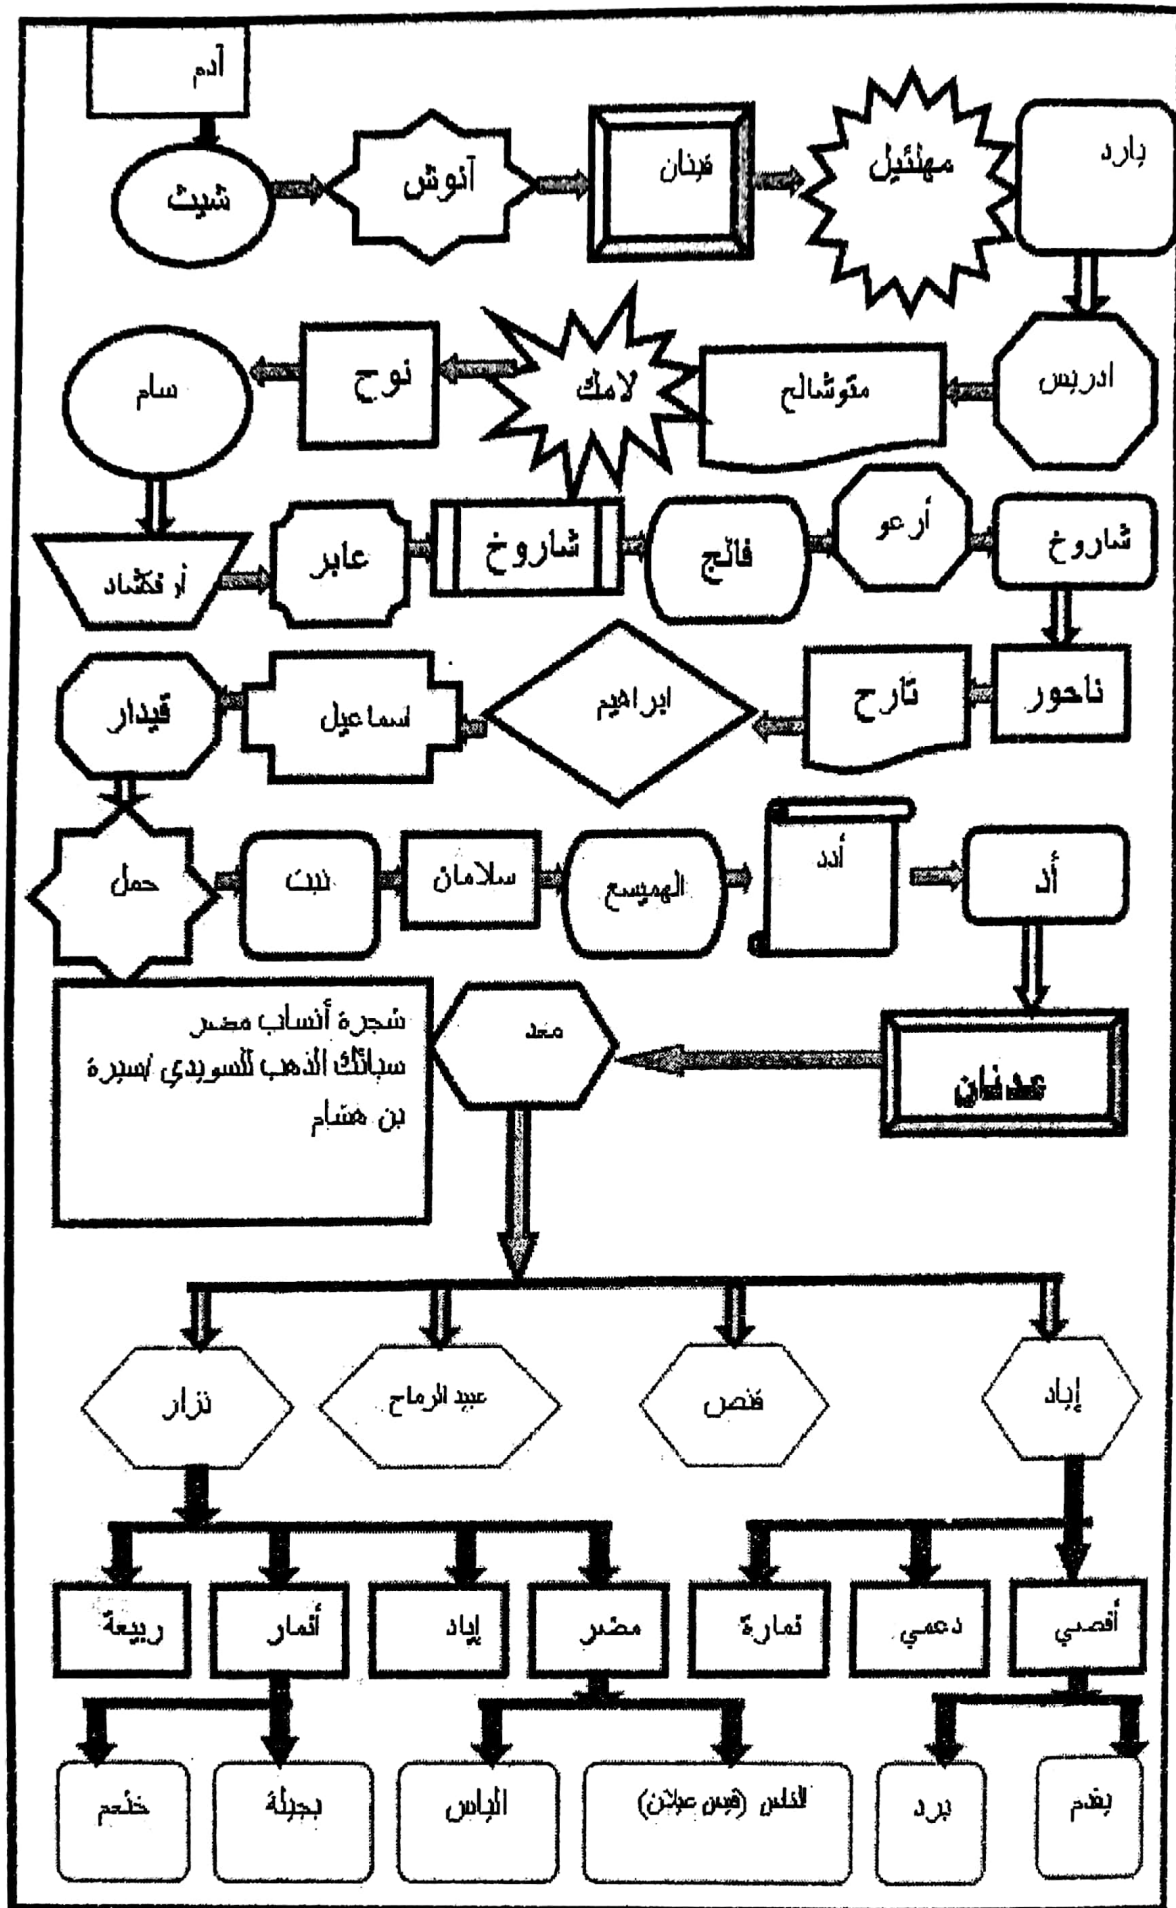 آدم
شيث
آنوش
قينان
مهلئيل
يارد
ادريس
متوشالح
لامك
نوح
سام
أرفكشاد
عابر
شاروخ
فالج
أرعو
شاروخ
ناحور
تارح
ابراهيم
اسماعيل
قيدار
حمل
نبت
سلامان
الهميسع
أدد
أد
عدنان
معد
شجرة أنساب مضر
سبائك الذهب للسويدي /سيرة
بن هشام
إياد
قنص
عبيد الرماح
نزار
أقصي
دعمي
نمارة
مضر
إياد
أنمار
ربيعة
يقدم
برد
الناس (قيس عيلان)
الياس
بجيلة
خثعم